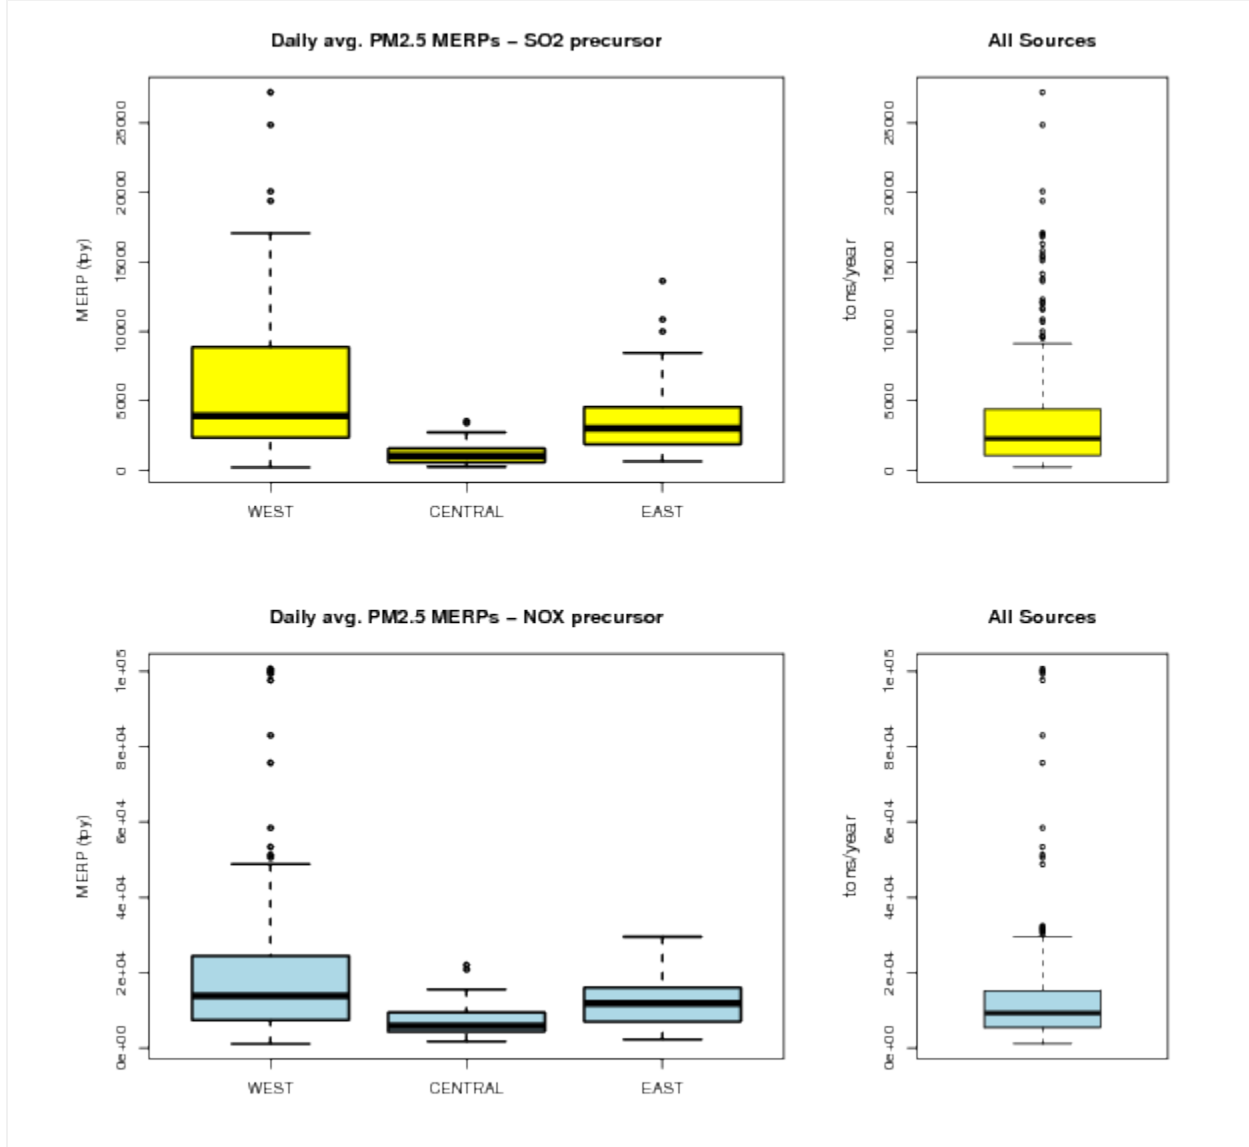 Daily avg. PM2.5 MERPs – SO2 precursor
MERP (tpy)
25000
20000
15000
10000
5000
0
WEST CENTRAL EAST
All Sources
tons/year
25000
20000
15000
10000
5000
0
Daily avg. PM2.5 MERPs – NOX precursor
MERP (tpy)
1e+05
8e+04
6e+04
4e+04
2e+04
0e+00
WEST CENTRAL EAST
All Sources
tons/year
1e+05
8e+04
6e+04
4e+04
2e+04
0e+00